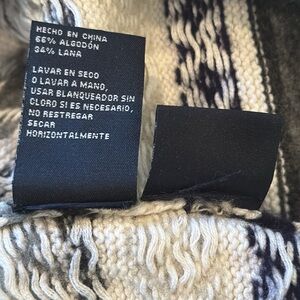 HECHO EN CHINA
66% ALGODÓN
34% LANA
LAVAR EN SECO
O LAVAR A MANO,
USAR BLANQUEADOR SIN
CLORO SI ES NECESARIO,
NO RESTREGAR
SECAR
HORIZONTALMENTE